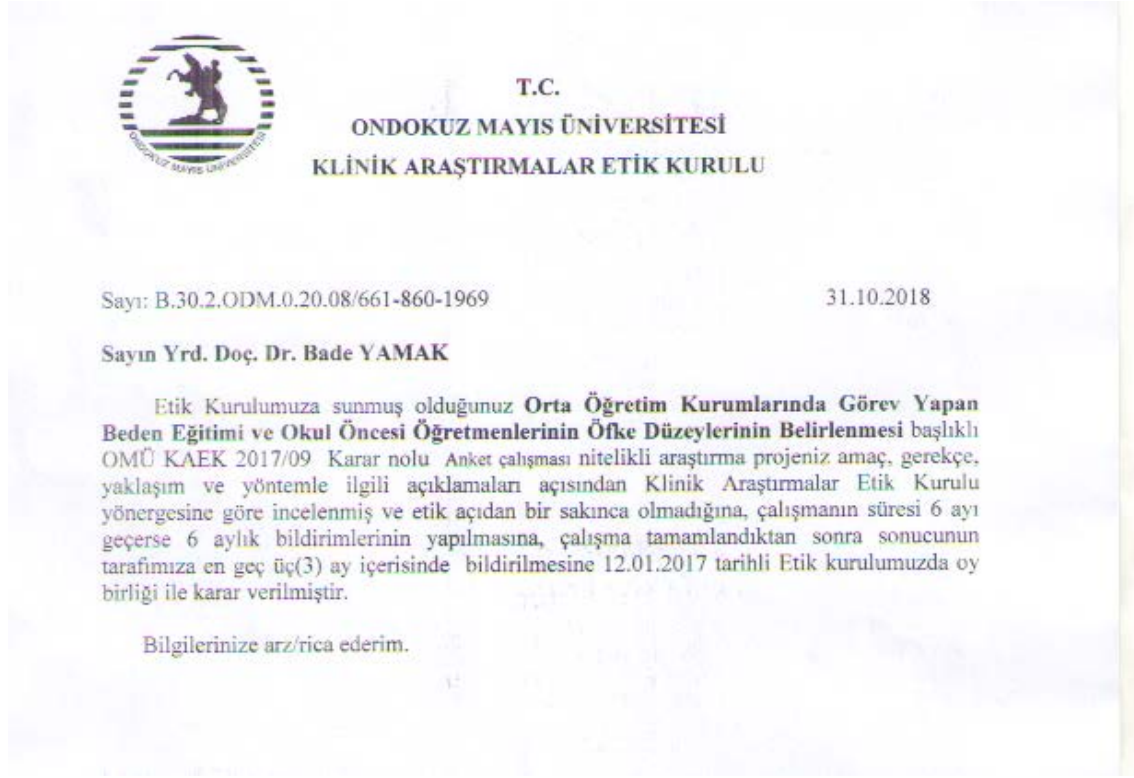 T.C.
ONDOKUZ MAYIS ÜNİVERSİTESİ
KLİNİK ARAŞTIRMALAR ETİK KURULU
ONDOKUZ MAYIS ÜNİVERSİTESİ
Sayı: B.30.2.ODM.0.20.08/661-860-1969 31.10.2018
Sayın Yrd. Doç. Dr. Bade YAMAK
Etik Kurulumuza sunmuş olduğunuz Orta Öğretim Kurumlarında Görev Yapan
Beden Eğitimi ve Okul Öncesi Öğretmenlerinin Öfke Düzeylerinin Belirlenmesi başlıklı
OMÜ KAEK 2017/09 Karar nolu Anket çalışması nitelikli araştırma projeniz amaç, gerekçe,
yaklaşım ve yöntemle ilgili açıklamaları açısından Klinik Araştırmalar Etik Kurulu
yönergesine göre incelenmiş ve etik açıdan bir sakınca olmadığına, çalışmanın süresi 6 ayı
geçerse 6 aylık bildirimlerinin yapılmasına, çalışma tamamlandıktan sonra sonucunun
tarafımıza en geç üç(3) ay içerisinde bildirilmesine 12.01.2017 tarihli Etik kurulumuzda oy
birliği ile karar verilmiştir.
Bilgilerinize arz/rica ederim.